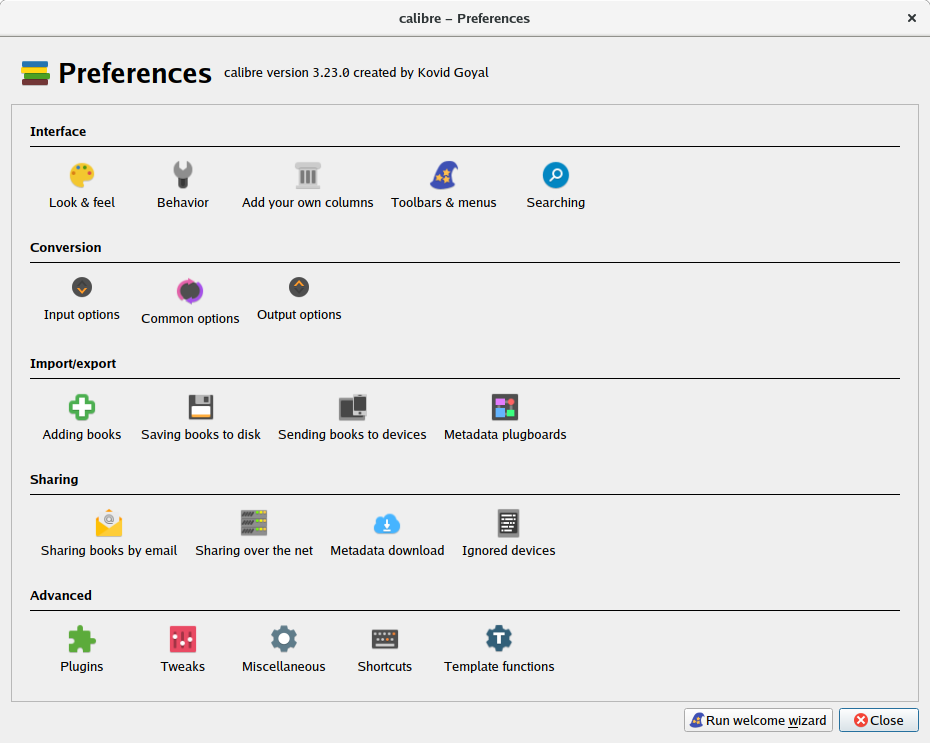 calibre – Preferences
Preferences calibre version 3.23.0 created by Kovid Goyal
Interface
Look & feel Behavior Add your own columns Toolbars & menus Searching
Conversion
Input options Common options Output options
Import/export
Adding books Saving books to disk Sending books to devices Metadata plugboards
Sharing
Sharing books by email Sharing over the net Metadata download Ignored devices
Advanced
Plugins Tweaks Miscellaneous Shortcuts Template functions
Run welcome wizard Close